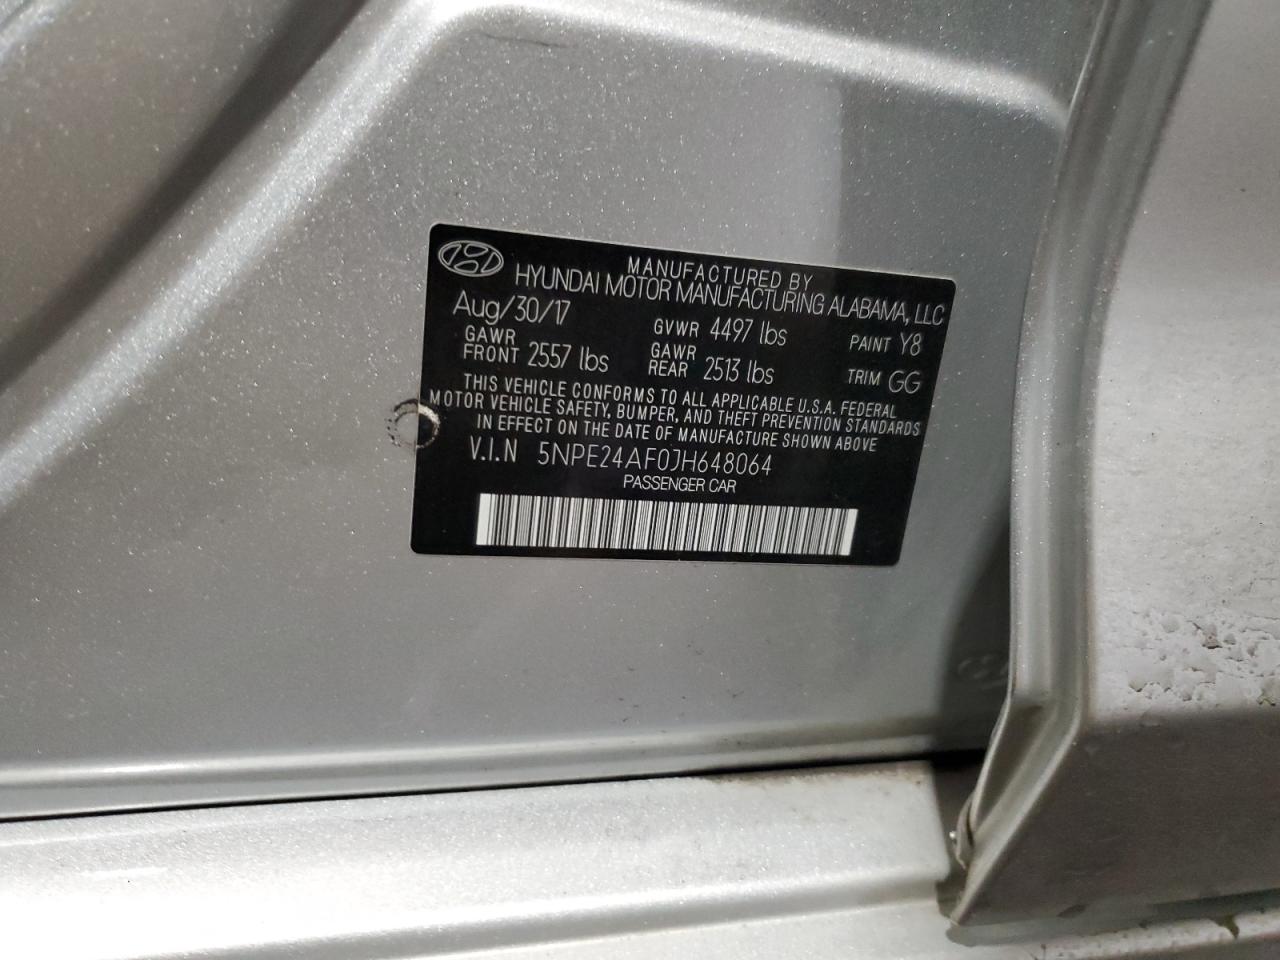 MANUFACTURED BY
HYUNDAI MOTOR MANUFACTURING ALABAMA, LLC
Aug/30/17 GVWR 4497 lbs PAINT Y8
GAWR FRONT 2557 lbs GAWR REAR 2513 lbs TRIM GG
THIS VEHICLE CONFORMS TO ALL APPLICABLE U.S.A. FEDERAL
MOTOR VEHICLE SAFETY, BUMPER, AND THEFT PREVENTION STANDARDS
IN EFFECT ON THE DATE OF MANUFACTURE SHOWN ABOVE
V.I.N 5NPE24AF0JH648064
PASSENGER CAR